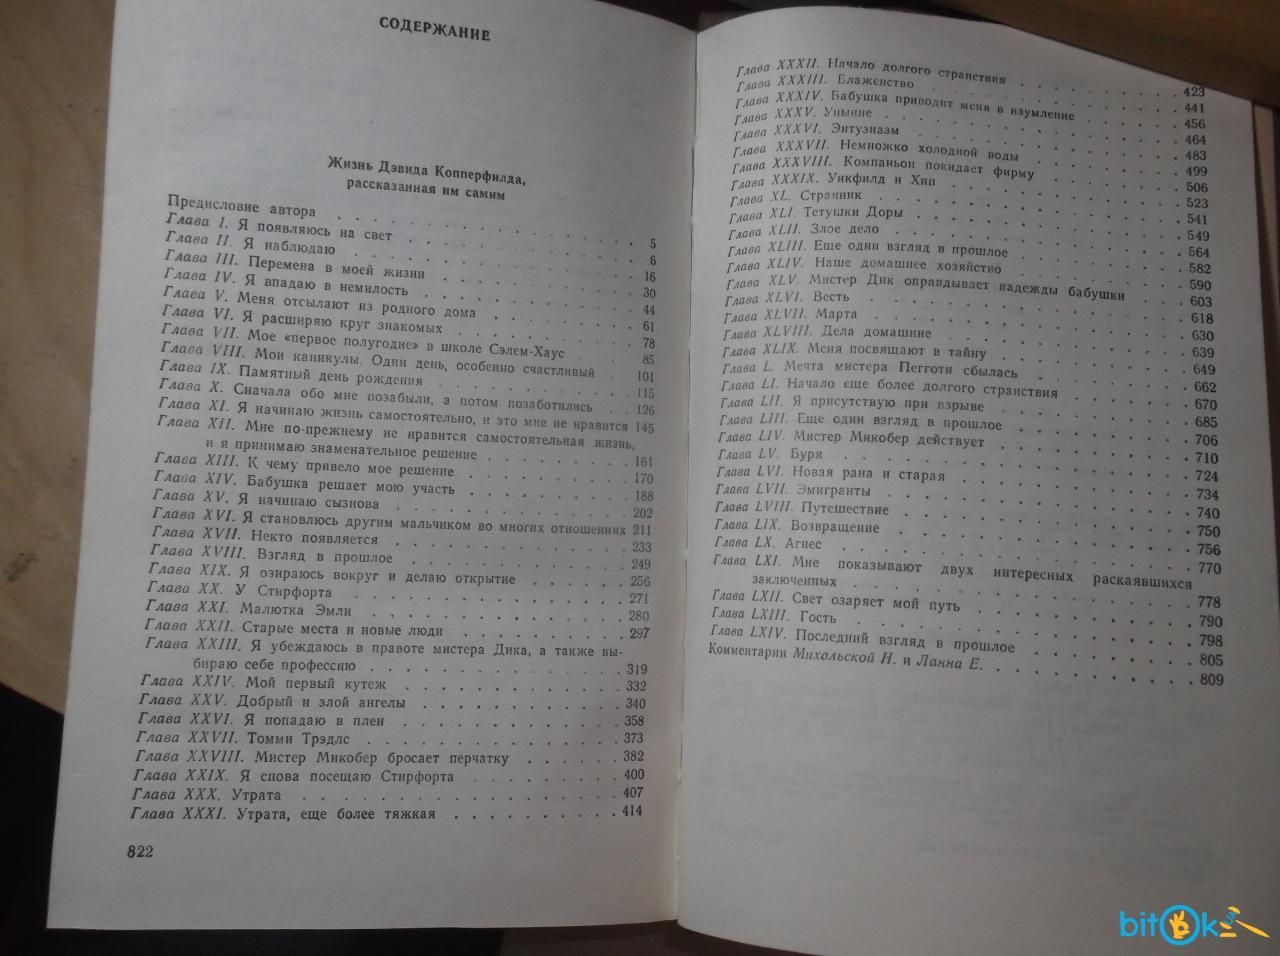 СОДЕРЖАНИЕ
Жизнь Дэвида Копперфилда,
рассказанная им самим
Предисловие автора . . . 5
Глава I. Я появляюсь на свет . . . 6
Глава II. Я наблюдаю . . . 16
Глава III. Перемена в моей жизни . . . 30
Глава IV. Я впадаю в немилость . . . 44
Глава V. Меня отсылают из родного дома . . . 61
Глава VI. Я расширяю круг знакомых . . . 78
Глава VII. Мое «первое полугодие» в школе Сэлем-Хаус 85
Глава VIII. Мои каникулы. Один день, особенно счастливый . 101
Глава IX. Памятный день рождения . . . 115
Глава X. Сначала обо мне позабыли, а потом позаботились . . 126
Глава XI. Я начинаю жизнь самостоятельно, и это мне не нравится 145
Глава XII. Мне по-прежнему не нравится самостоятельная жизнь,
и я принимаю знаменательное решение . . . 161
Глава XIII. К чему привело мое решение . . . 170
Глава XIV. Бабушка решает мою участь . . . 188
Глава XV. Я начинаю сызнова . . . 202
Глава XVI. Я становлюсь другим мальчиком во многих отношениях 211
Глава XVII. Некто появляется . . . 233
Глава XVIII. Взгляд в прошлое . . . 249
Глава XIX. Я озираюсь вокруг и делаю открытие . . . 256
Глава XX. У Стирфорта . . . 271
Глава XXI. Малютка Эмли . . . 280
Глава XXII. Старые места и новые люди . . . 297
Глава XXIII. Я убеждаюсь в правоте мистера Дика, а также вы-
бираю себе профессию . . . 319
Глава XXIV. Мой первый кутеж . . . 332
Глава XXV. Добрый и злой ангелы . . . 340
Глава XXVI. Я попадаю в плен . . . 358
Глава XXVII. Томми Трэдлс . . . 373
Глава XXVIII. Мистер Микобер бросает перчатку . . . 382
Глава XXIX. Я снова посещаю Стирфорта . . . 400
Глава XXX. Утрата . . . 407
Глава XXXI. Утрата, еще более тяжкая . . . 414
822
Глава XXXII. Начало долгого странствия . . . 423
Глава XXXIII. Блаженство . . . 441
Глава XXXIV. Бабушка приводит меня в изумление . . . 456
Глава XXXV. Уныние . . . 464
Глава XXXVI. Энтузиазм . . . 483
Глава XXXVII. Немножко холодной воды . . . 499
Глава XXXVIII. Компаньон покидает фирму . . . 506
Глава XXXIX. Уикфилд и Хип . . . 523
Глава XL. Странник . . . 541
Глава XLI. Тетушки Доры . . . 549
Глава XLII. Злое дело . . . 564
Глава XLIII. Еще один взгляд в прошлое . . . 582
Глава XLIV. Наше домашнее хозяйство . . . 590
Глава XLV. Мистер Дик оправдывает надежды бабушки . . . 603
Глава XLVI. Весть . . . 618
Глава XLVII. Марта . . . 630
Глава XLVIII. Дела домашние . . . 639
Глава XLIX. Меня посвящают в тайну . . . 649
Глава L. Мечта мистера Пегготи сбылась . . . 662
Глава LI. Начало еще более долгого странствия . . . 670
Глава LII. Я присутствую при взрыве . . . 685
Глава LIII. Еще один взгляд в прошлое . . . 706
Глава LIV. Мистер Микобер действует . . . 710
Глава LV. Буря . . . 724
Глава LVI. Новая рана и старая . . . 734
Глава LVII. Эмигранты . . . 740
Глава LVIII. Путешествие . . . 750
Глава LIX. Возвращение . . . 756
Глава LX. Агнес . . . 770
Глава LXI. Мне показывают двух интересных раскаявшихся
заключенных . . . 778
Глава LXII. Свет озаряет мой путь . . . 790
Глава LXIII. Гость . . . 798
Глава LXIV. Последний взгляд в прошлое . . . 805
Комментарии Михальской Н. и Ланна Е. . . . 809
bitOk